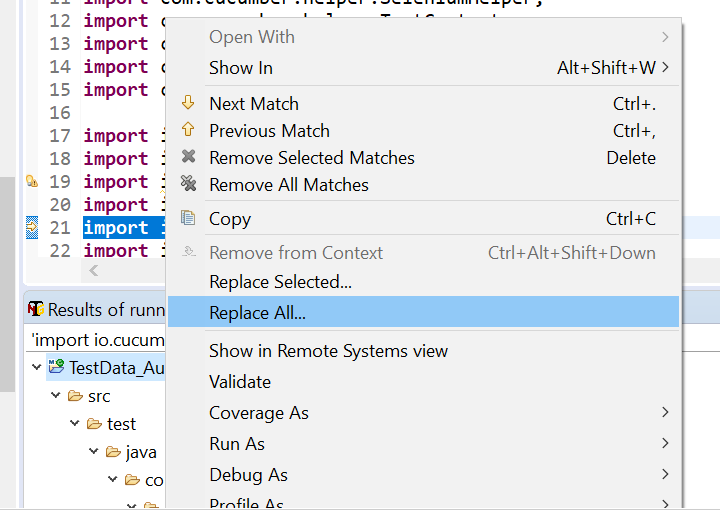 11 import com.cucumber.helper.SeleniumHelper;
12 import
Open With
13 import
Show In Alt+Shift+W
14 import
15 import
Next Match Ctrl+.
16
Previous Match Ctrl+,
17 import
Remove Selected Matches Delete
18 import
Remove All Matches
19 import
20 import
Copy Ctrl+C
21 import
22 import
Remove from Context Ctrl+Alt+Shift+Down
Replace Selected...
Results of runn
Replace All...
'import io.cucum
Show in Remote Systems view
TestData_Au
Validate
src
Coverage As
test
Run As
java
Debug As
co
Profile As